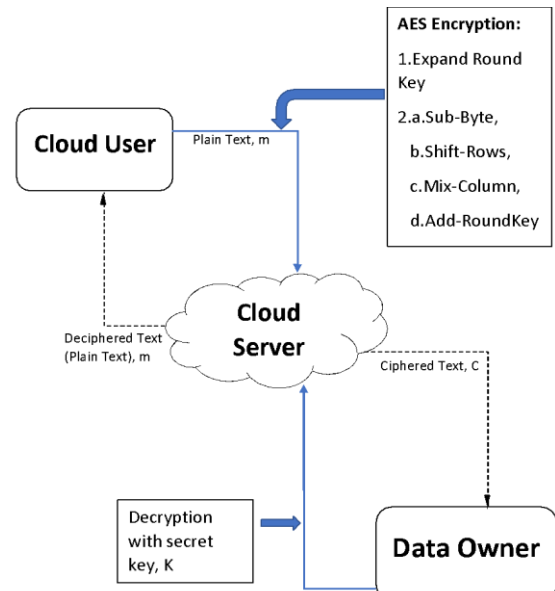 AES Encryption:
1.Expand Round
Key
2.a.Sub-Byte,
b.Shift-Rows,
c.Mix-Column,
d.Add-RoundKey
Cloud User
Plain Text, m
Cloud
Server
Deciphered Text
(Plain Text), m
Ciphered Text, C
Decryption
with secret
key, K
Data Owner